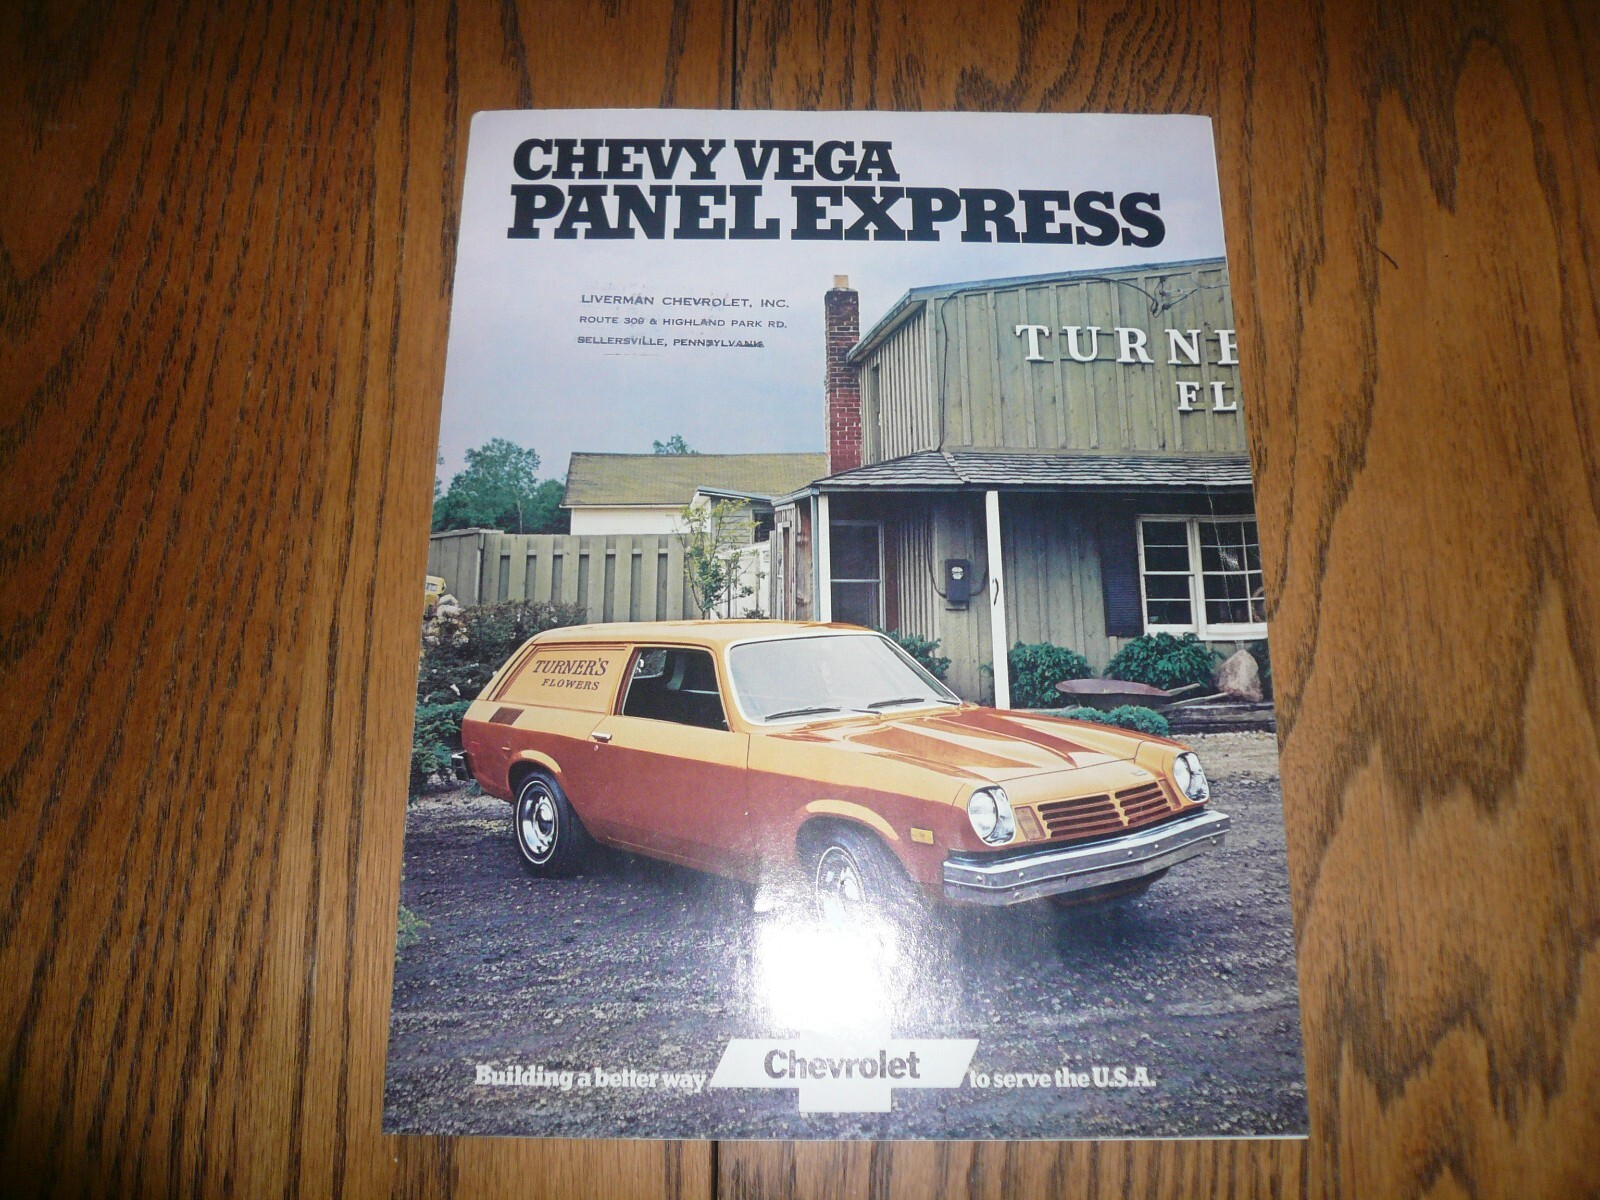 CHEVY VEGA
PANEL EXPRESS
LIVERMAN CHEVROLET, INC.
ROUTE 309 & HIGHLAND PARK RD.
SELLERSVILLE, PENNSYLVANIA
TURNE
FL
TURNER'S
FLOWERS
Building a better way Chevrolet to serve the U.S.A.